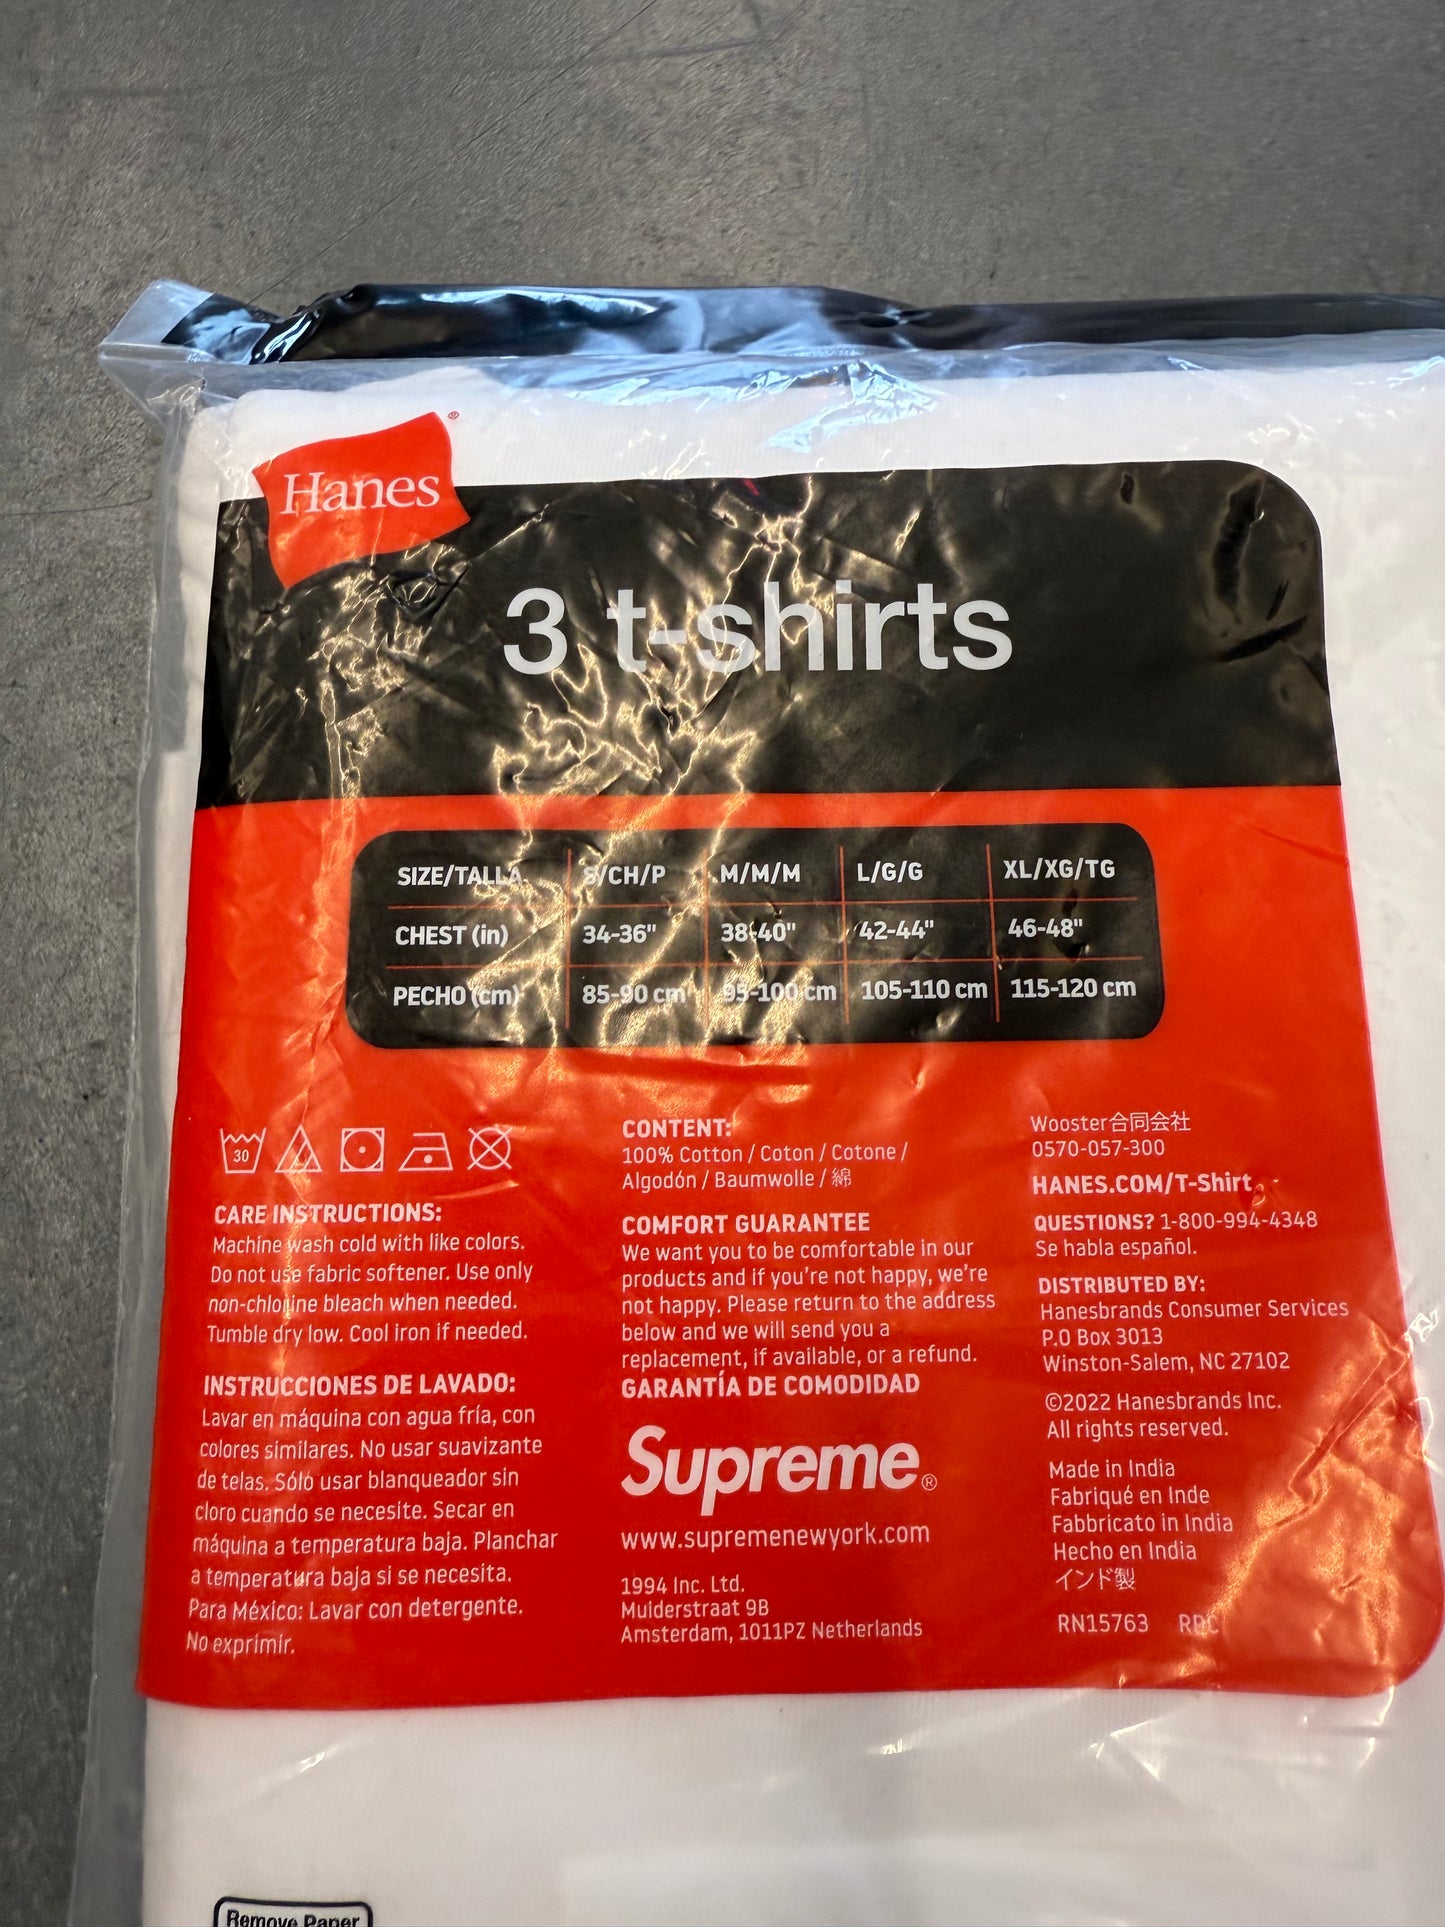 Hanes®
3 t-shirts
SIZE/TALLA S/CH/P M/M/M L/G/G XL/XG/TG
CHEST (in) 34-36" 38-40" 42-44" 46-48"
PECHO (cm) 85-90 cm 95-100 cm 105-110 cm 115-120 cm
30
CARE INSTRUCTIONS:
Machine wash cold with like colors.
Do not use fabric softener. Use only
non-chlorine bleach when needed.
Tumble dry low. Cool iron if needed.
INSTRUCCIONES DE LAVADO:
Lavar en máquina con agua fría, con
colores similares. No usar suavizante
de telas. Sóló usar blanqueador sin
cloro cuando se necesite. Secar en
máquina a temperatura baja. Planchar
a temperatura baja si se necesita.
Para México: Lavar con detergente.
No exprimir.
CONTENT:
100% Cotton / Coton / Cotone /
Algodón / Baumwolle / 綿
COMFORT GUARANTEE
We want you to be comfortable in our
products and if you're not happy, we're
not happy. Please return to the address
below and we will send you a
replacement, if available, or a refund.
GARANTÍA DE COMODIDAD
Supreme®
www.supremenewyork.com
1994 Inc. Ltd.
Muiderstraat 9B
Amsterdam, 1011PZ Netherlands
Wooster合同会社
0570-057-300
HANES.COM/T-Shirt
QUESTIONS? 1-800-994-4348
Se habla español.
DISTRIBUTED BY:
Hanesbrands Consumer Services
P.O Box 3013
Winston-Salem, NC 27102
©2022 Hanesbrands Inc.
All rights reserved.
Made in India
Fabriqué en Inde
Fabbricato in India
Hecho en India
インド製
RN15763
Remove Paper